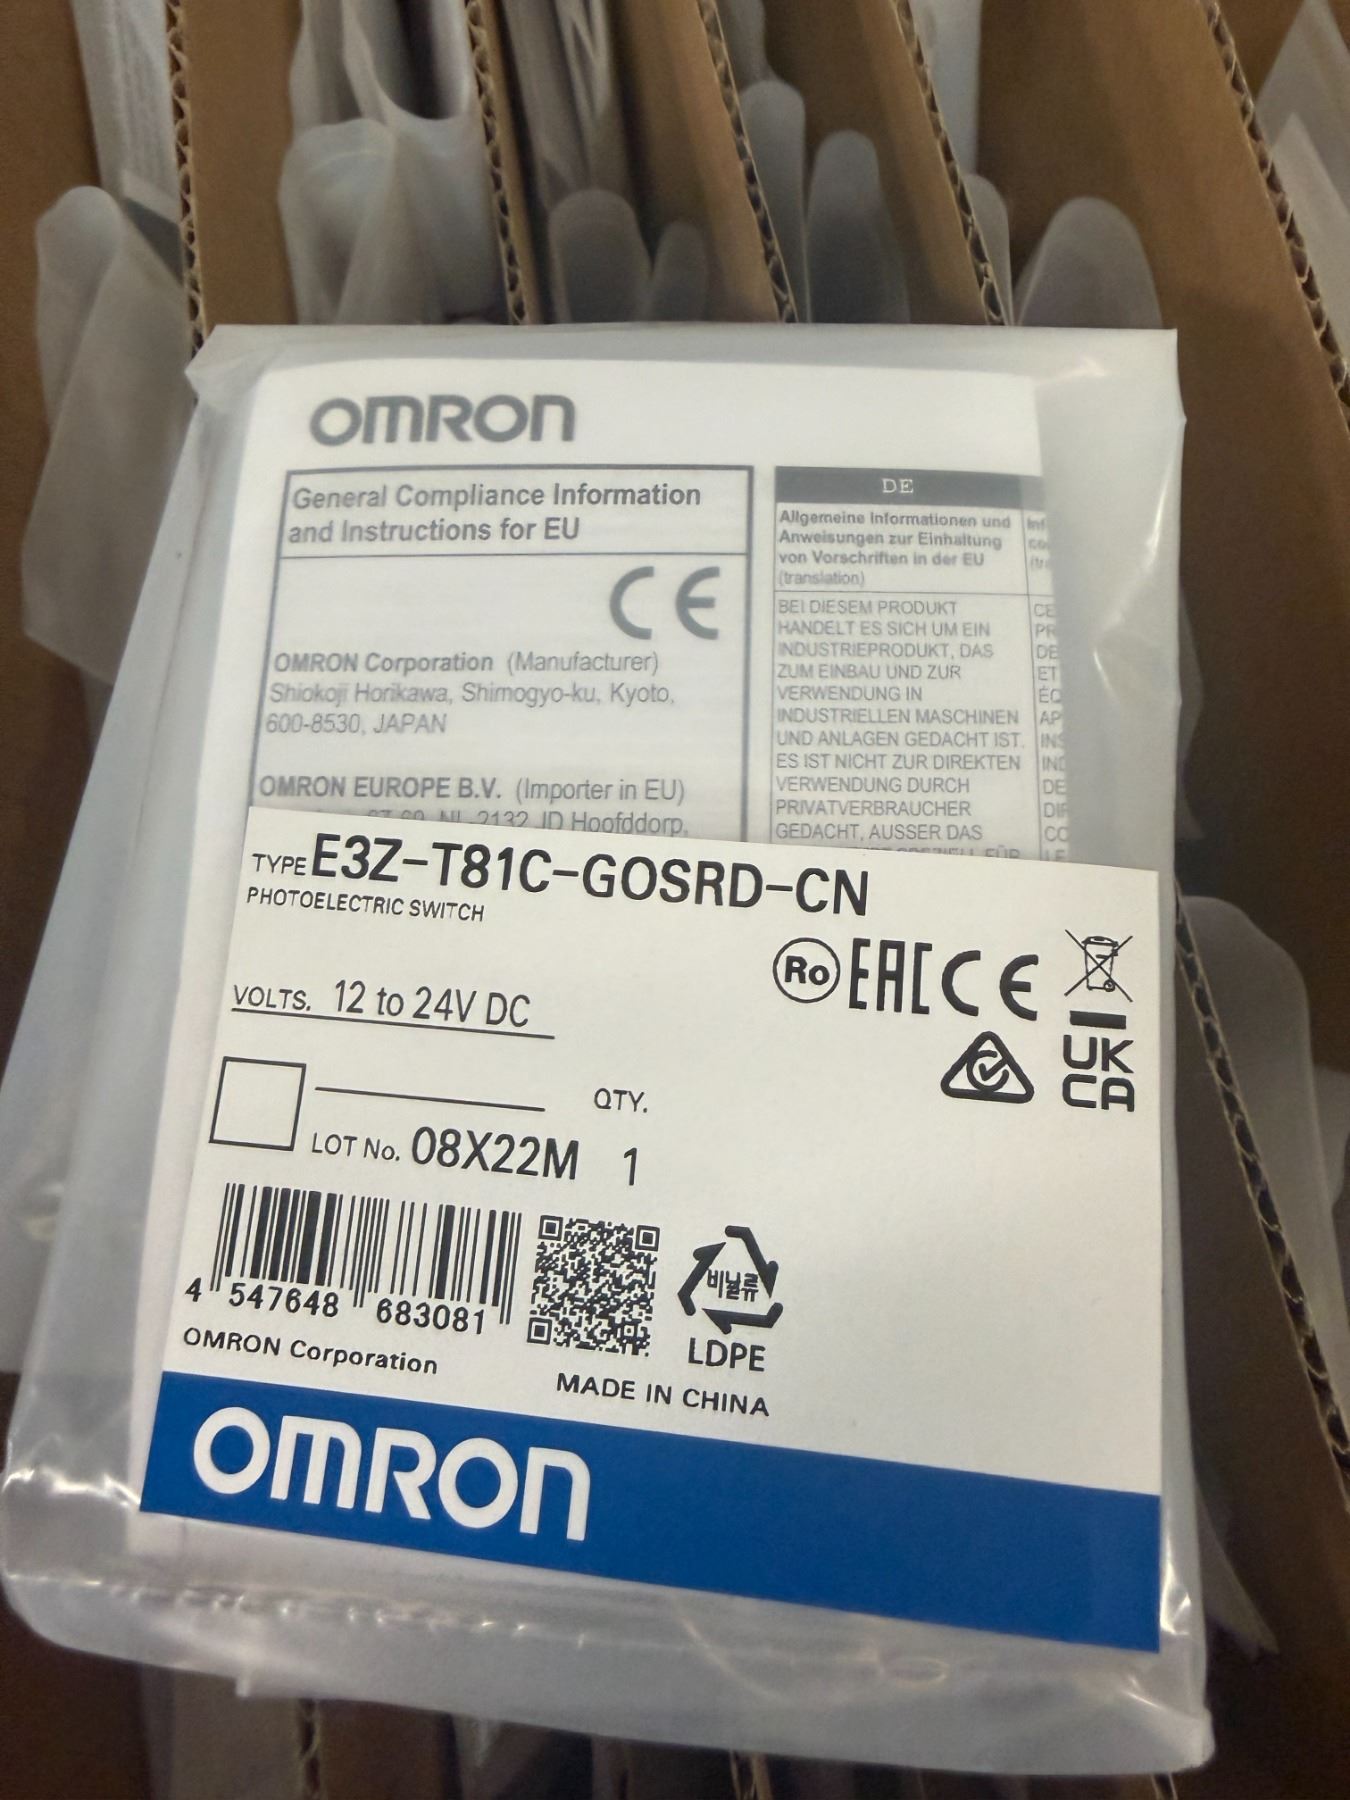 OMRON
General Compliance Information
and Instructions for EU
CE
OMRON Corporation (Manufacturer)
Shiokoji Horikawa, Shimogyo-ku, Kyoto,
600-8530, JAPAN
OMRON EUROPE B.V. (Importer in EU)
NL-2132 JD Hoofddorp,
DE
Allgemeine Informationen und
Anweisungen zur Einhaltung
von Vorschriften in der EU
(translation)
BEI DIESEM PRODUKT
HANDELT ES SICH UM EIN
INDUSTRIEPRODUKT, DAS
ZUM EINBAU UND ZUR
VERWENDUNG IN
INDUSTRIELLEN MASCHINEN
UND ANLAGEN GEDACHT IST.
ES IST NICHT ZUR DIREKTEN
VERWENDUNG DURCH
PRIVATVERBRAUCHER
GEDACHT, AUSSER DAS
TYPE E3Z-T81C-GOSRD-CN
PHOTOELECTRIC SWITCH
VOLTS. 12 to 24V DC
Ro EAC CE
UK
CA
QTY.
LOT No. 08X22M 1
4 547648 683081
비닐류
LDPE
OMRON Corporation
MADE IN CHINA
OMRON